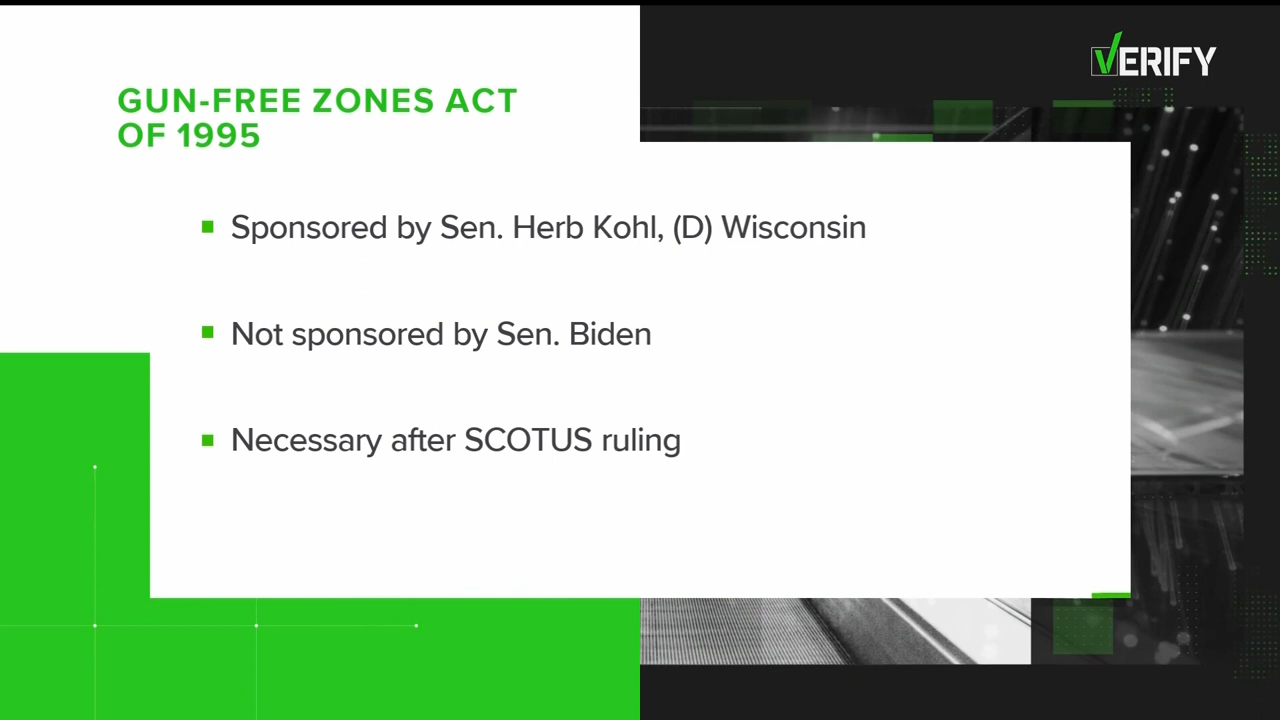 VERIFY
GUN-FREE ZONES ACT
OF 1995
Sponsored by Sen. Herb Kohl, (D) Wisconsin
Not sponsored by Sen. Biden
Necessary after SCOTUS ruling